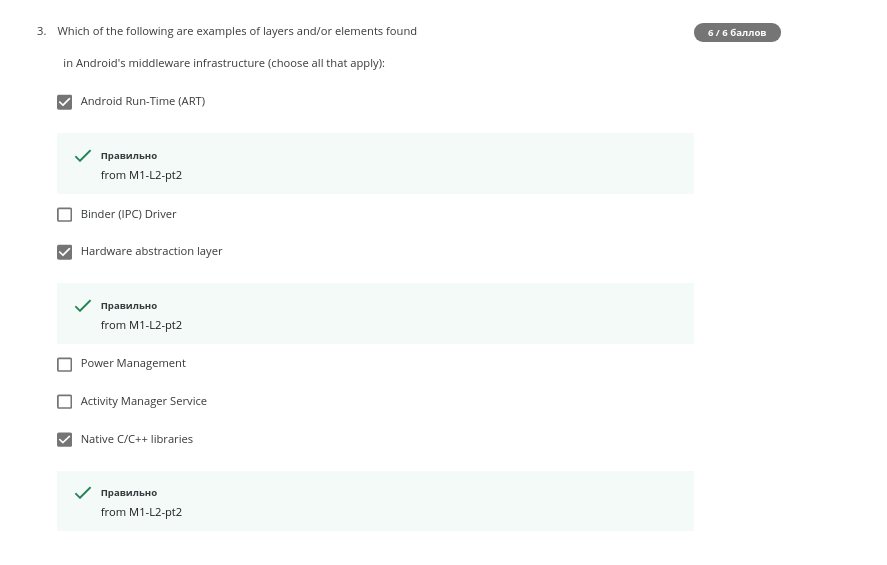 3. Which of the following are examples of layers and/or elements found
6 / 6 баллов
in Android's middleware infrastructure (choose all that apply):
Android Run-Time (ART)
Правильно
from M1-L2-pt2
Binder (IPC) Driver
Hardware abstraction layer
Правильно
from M1-L2-pt2
Power Management
Activity Manager Service
Native C/C++ libraries
Правильно
from M1-L2-pt2